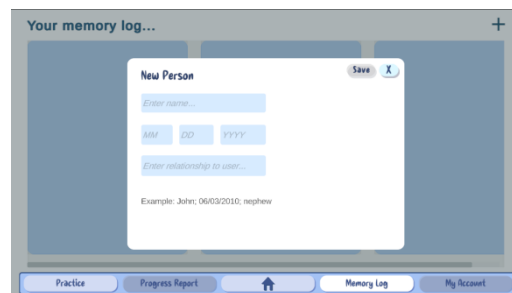 Your memory log... +
New Person Save X
Enter name...
MM DD YYYY
Enter relationship to user...
Example: John; 06/03/2010; nephew
Practice Progress Report Memory Log My Account